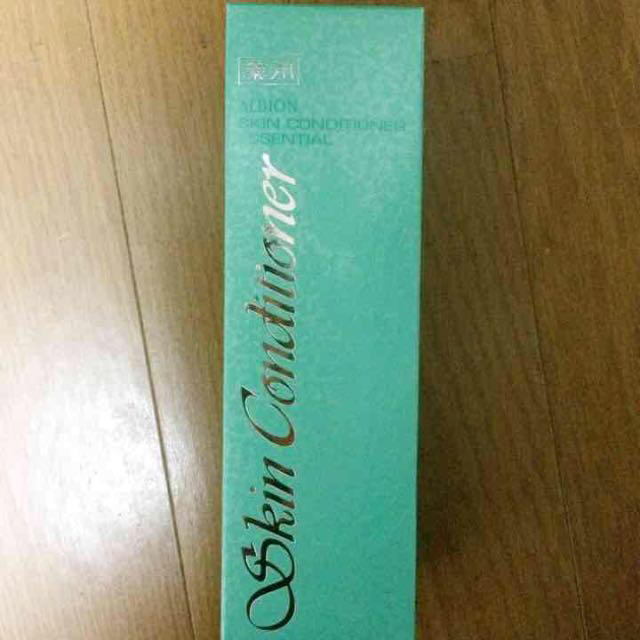 薬用
ALBION
SKIN CONDITIONER
ESSENTIAL
Skin Conditioner